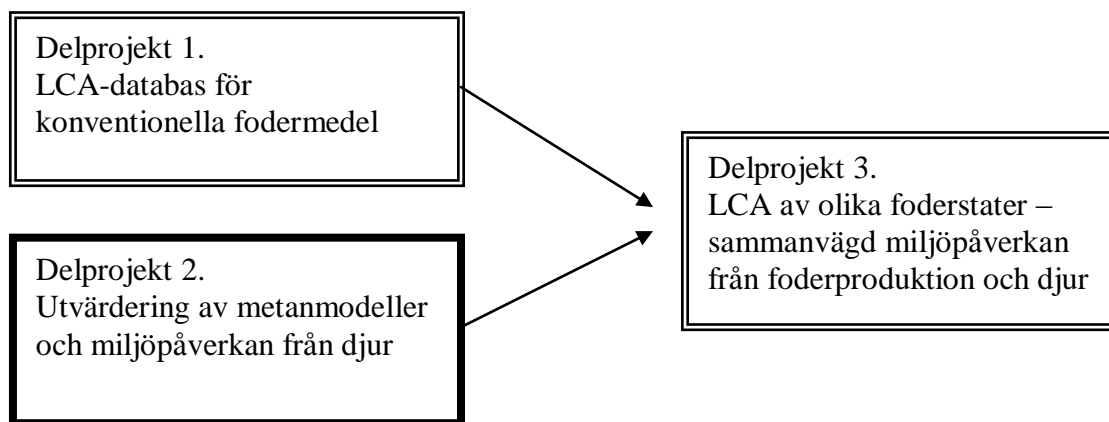 Delprojekt 1.
LCA-databas för
konventionella fodermedel
Delprojekt 2.
Utvärdering av metanmodeller
och miljöpåverkan från djur
Delprojekt 3.
LCA av olika foderstater –
sammanvägd miljöpåverkan
från foderproduktion och djur